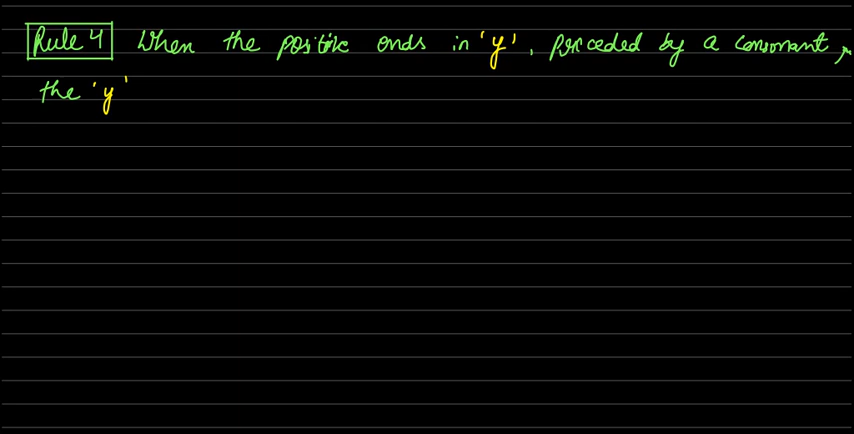 Rule 4 When the positive ends in 'y', preceded by a consonant,
the 'y'